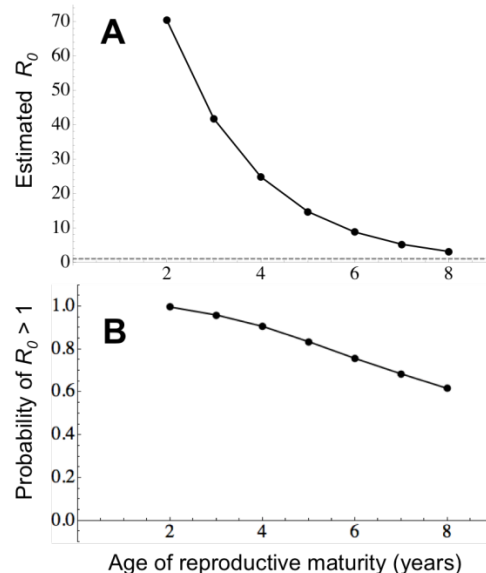 A
Estimated R0
70
60
50
40
30
20
10
0
2 4 6 8
B
Probability of R0 > 1
1.0
0.8
0.6
0.4
0.2
0.0
2 4 6 8
Age of reproductive maturity (years)